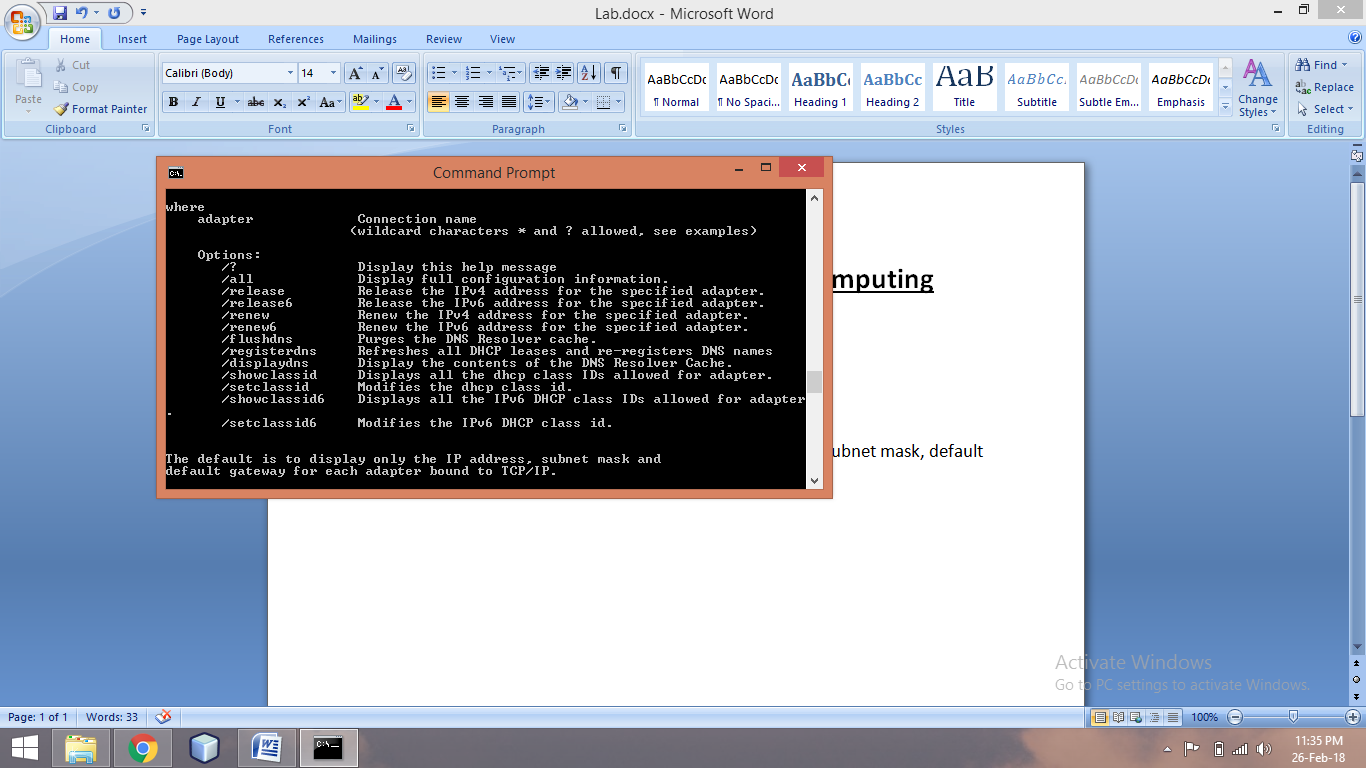 Lab.docx - Microsoft Word
Home Insert Page Layout References Mailings Review View
Paste
Cut
Copy
Format Painter
Clipboard
Calibri (Body) 14
B I U abc x₂ x² Aa
Font
Paragraph
AaBbCcDc AaBbCcDc AaBbC AaBbCc AaB AaBbCc. AaBbCcDc AaBbCcDc
¶ Normal ¶ No Spaci... Heading 1 Heading 2 Title Subtitle Subtle Em... Emphasis
Change Styles
Styles
Find
Replace
Select
Editing
Command Prompt
where
adapter Connection name
(wildcard characters * and ? allowed, see examples)
Options:
/? Display this help message
/all Display full configuration information.
/release Release the IPv4 address for the specified adapter.
/release6 Release the IPv6 address for the specified adapter.
/renew Renew the IPv4 address for the specified adapter.
/renew6 Renew the IPv6 address for the specified adapter.
/flushdns Purges the DNS Resolver cache.
/registerdns Refreshes all DHCP leases and re-registers DNS names
/displaydns Display the contents of the DNS Resolver Cache.
/showclassid Displays all the dhcp class IDs allowed for adapter.
/setclassid Modifies the dhcp class id.
/showclassid6 Displays all the IPv6 DHCP class IDs allowed for adapter
.
/setclassid6 Modifies the IPv6 DHCP class id.
The default is to display only the IP address, subnet mask and
default gateway for each adapter bound to TCP/IP.
mputing
ubnet mask, default
Activate Windows
Go to PC settings to activate Windows.
Page: 1 of 1 Words: 33 100%
11:35 PM
26-Feb-18